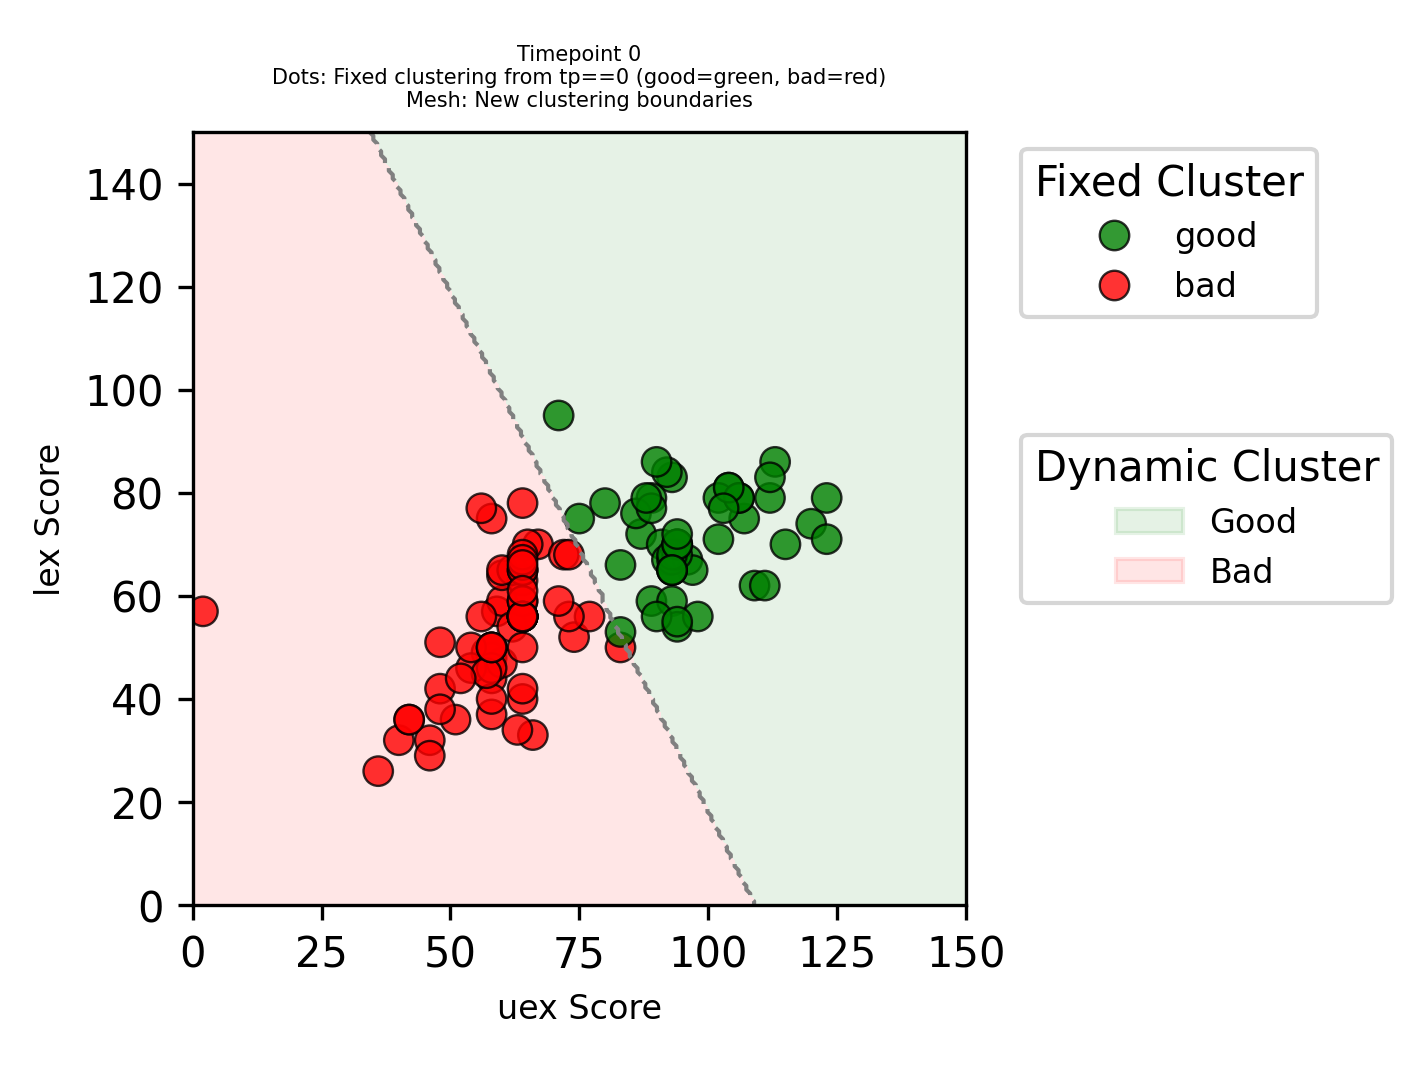 Timepoint 0
Dots: Fixed clustering from tp==0 (good=green, bad=red)
Mesh: New clustering boundaries
140
120
100
80
60
40
20
0
lex Score
0 25 50 75 100 125 150
uex Score
Fixed Cluster
good
bad
Dynamic Cluster
Good
Bad